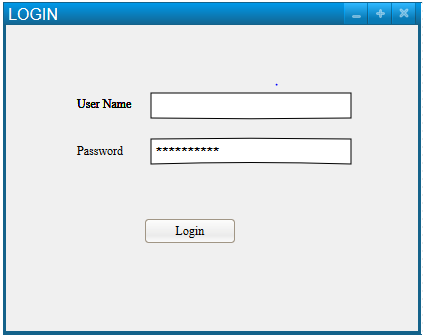 LOGIN
User Name
Password **********
Login